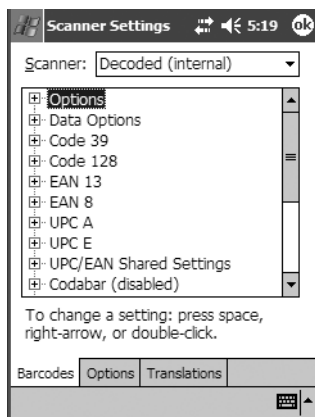 Scanner Settings 5:19 ok
Scanner: Decoded (internal)
Options
Data Options
Code 39
Code 128
EAN 13
EAN 8
UPC A
UPC E
UPC/EAN Shared Settings
Codabar (disabled)
To change a setting: press space,
right-arrow, or double-click.
Barcodes Options Translations